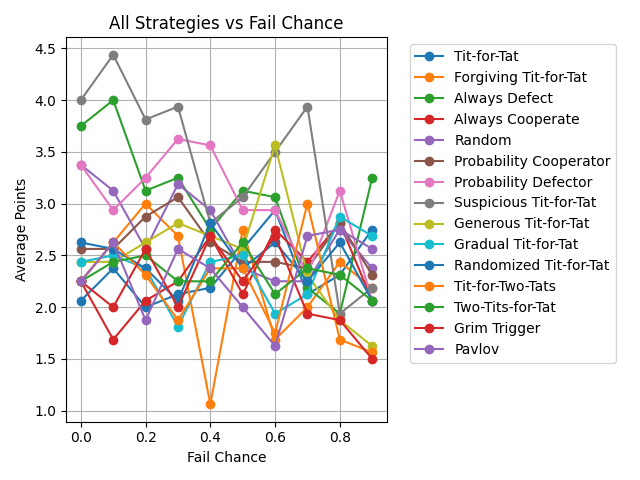 All Strategies vs Fail Chance
4.5
4.0
3.5
3.0
2.5
2.0
1.5
1.0
Average Points
0.0 0.2 0.4 0.6 0.8
Fail Chance
Tit-for-Tat
Forgiving Tit-for-Tat
Always Defect
Always Cooperate
Random
Probability Cooperator
Probability Defector
Suspicious Tit-for-Tat
Generous Tit-for-Tat
Gradual Tit-for-Tat
Randomized Tit-for-Tat
Tit-for-Two-Tats
Two-Tits-for-Tat
Grim Trigger
Pavlov